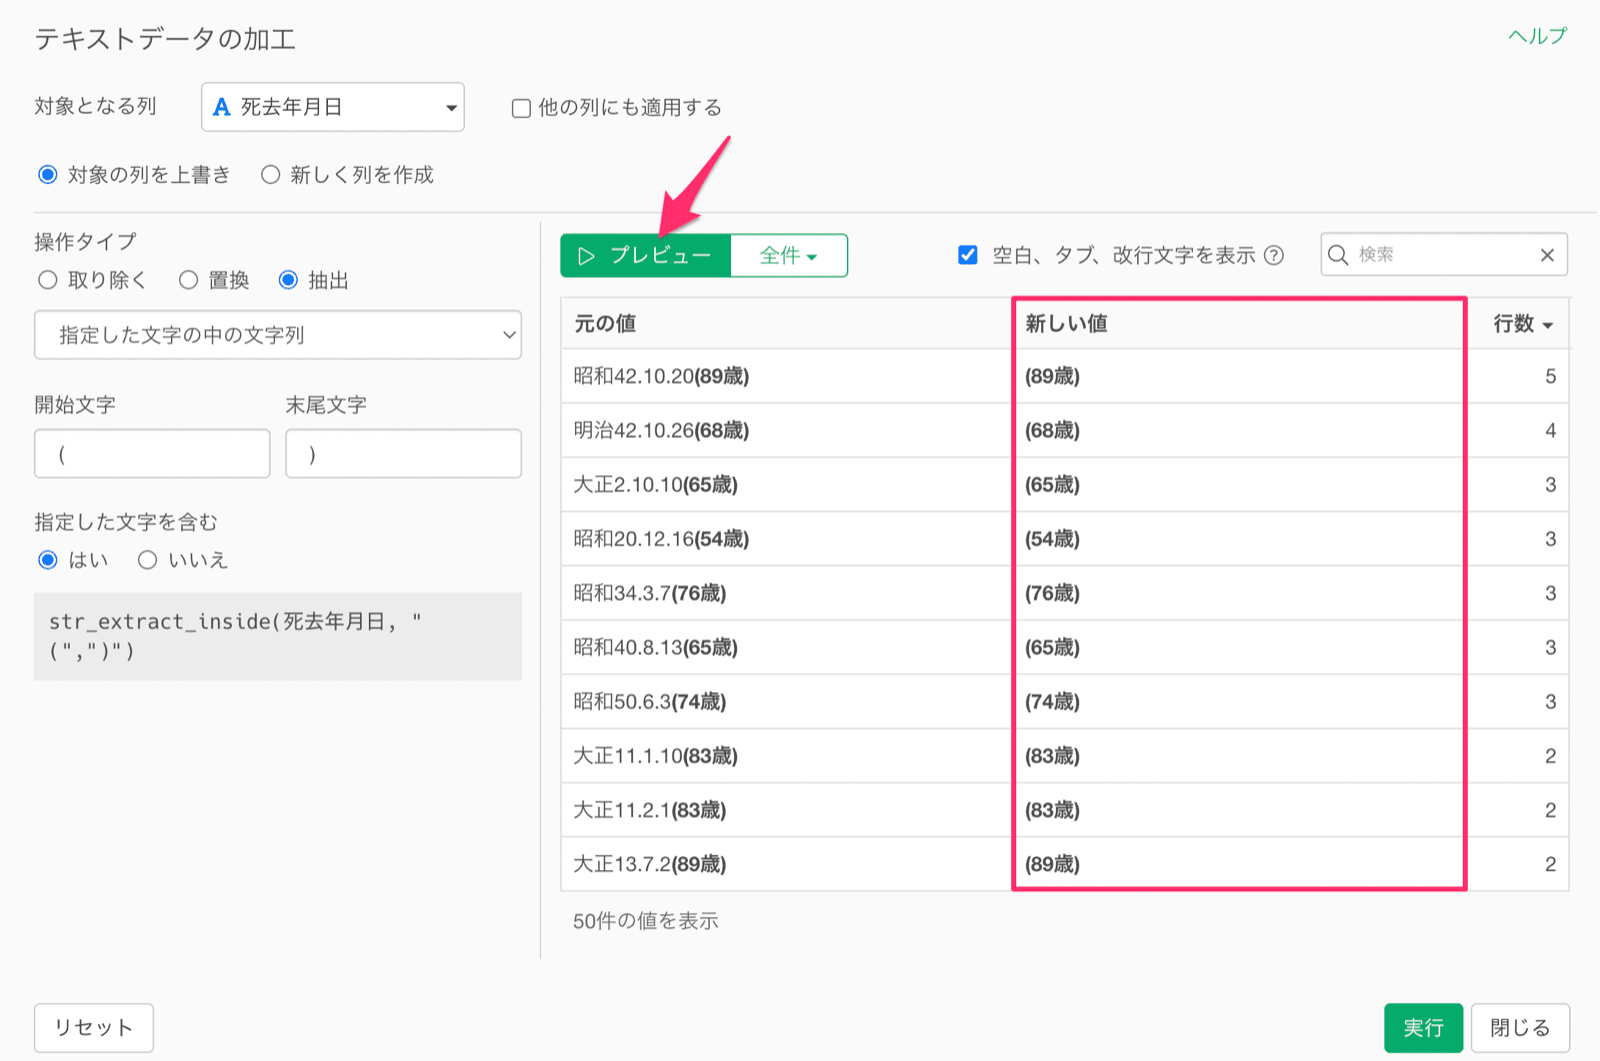 テキストデータの加工
ヘルプ
対象となる列
A 死去年月日
他の列にも適用する
対象の列を上書き
新しく列を作成
操作タイプ
取り除く
置換
抽出
指定した文字の中の文字列
開始文字
末尾文字
(
)
指定した文字を含む
はい
いいえ
str_extract_inside(死去年月日, "
(",")")
プレビュー
全件
空白、タブ、改行文字を表示 ?
検索
元の値 新しい値 行数
昭和42.10.20(89歳) (89歳) 5
明治42.10.26(68歳) (68歳) 4
大正2.10.10(65歳) (65歳) 3
昭和20.12.16(54歳) (54歳) 3
昭和34.3.7(76歳) (76歳) 3
昭和40.8.13(65歳) (65歳) 3
昭和50.6.3(74歳) (74歳) 3
大正11.1.10(83歳) (83歳) 2
大正11.2.1(83歳) (83歳) 2
大正13.7.2(89歳) (89歳) 2
50件の値を表示
リセット
実行
閉じる